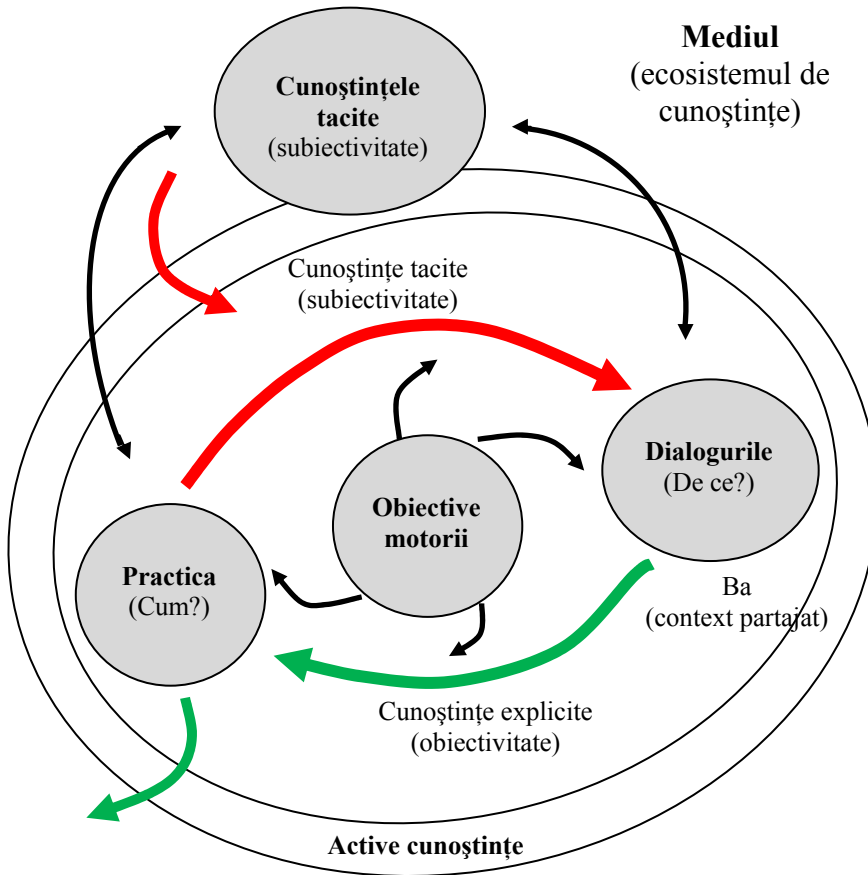 Mediul
(ecosistemul de
cunoştinţe)
Cunoştinţele
tacite
(subiectivitate)
Cunoştinţe tacite
(subiectivitate)
Dialogurile
(De ce?)
Obiective
motorii
Practica
(Cum?)
Ba
(context partajat)
Cunoştinţe explicite
(obiectivitate)
Active cunoştinţe